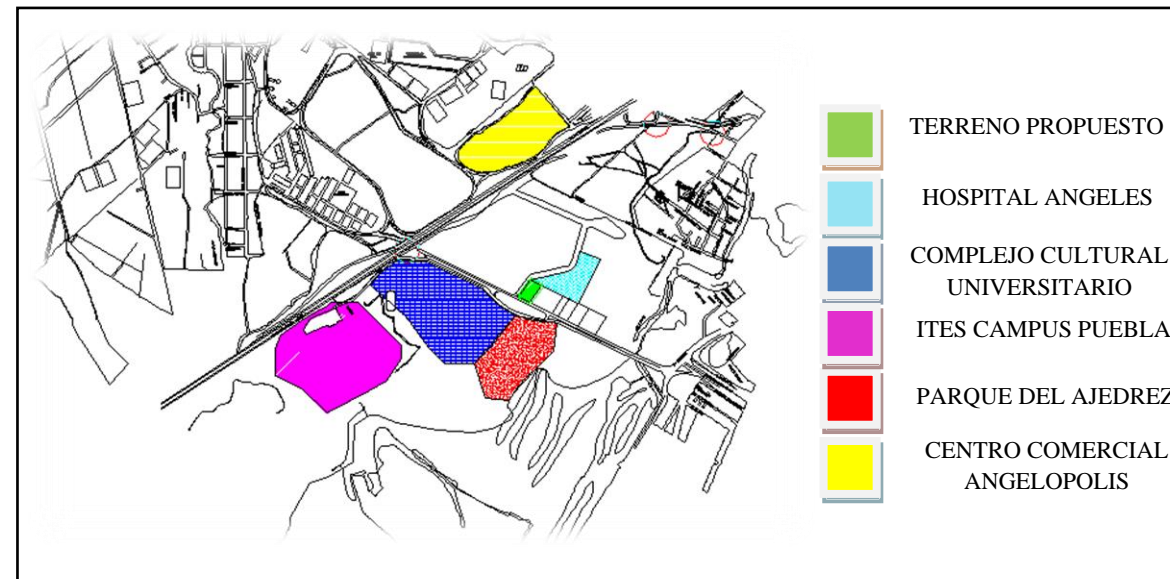 TERRENO PROPUESTO
HOSPITAL ANGELES
COMPLEJO CULTURAL
UNIVERSITARIO
ITES CAMPUS PUEBLA
PARQUE DEL AJEDREZ
CENTRO COMERCIAL
ANGELOPOLIS